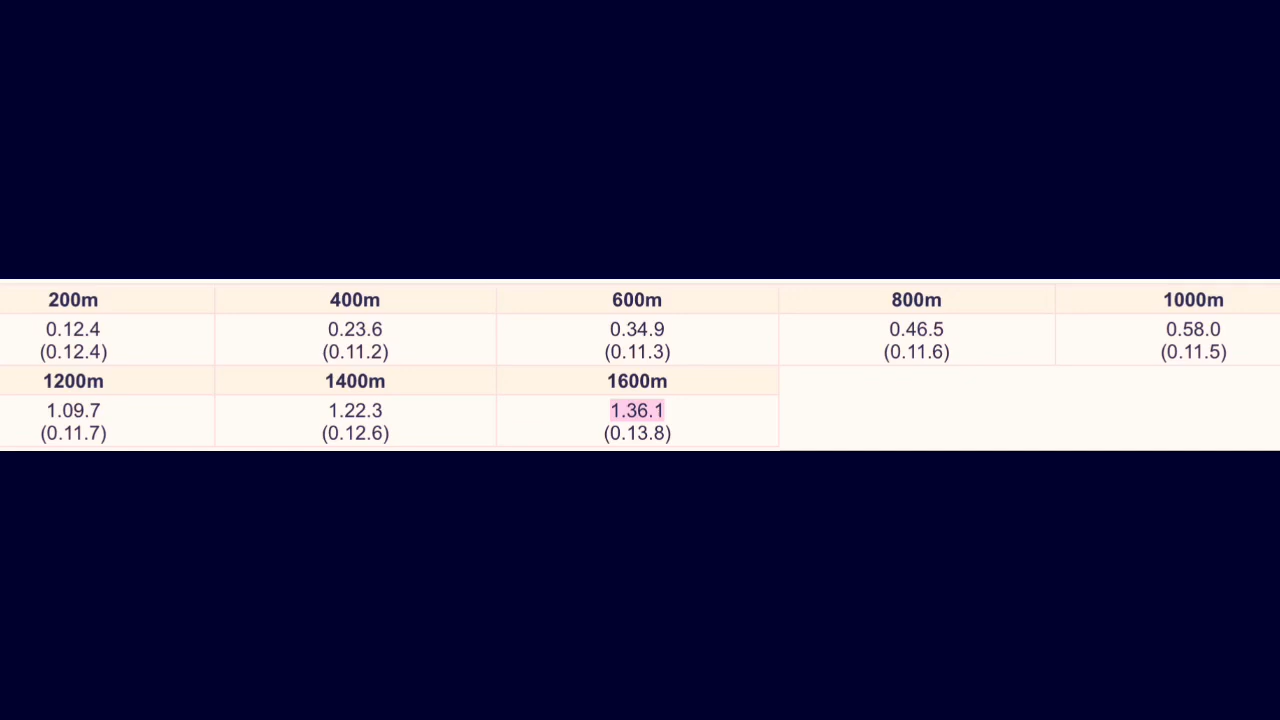 200m 400m 600m 800m 1000m
0.12.4 0.23.6 0.34.9 0.46.5 0.58.0
(0.12.4) (0.11.2) (0.11.3) (0.11.6) (0.11.5)
1200m 1400m 1600m
1.09.7 1.22.3 1.36.1
(0.11.7) (0.12.6) (0.13.8)